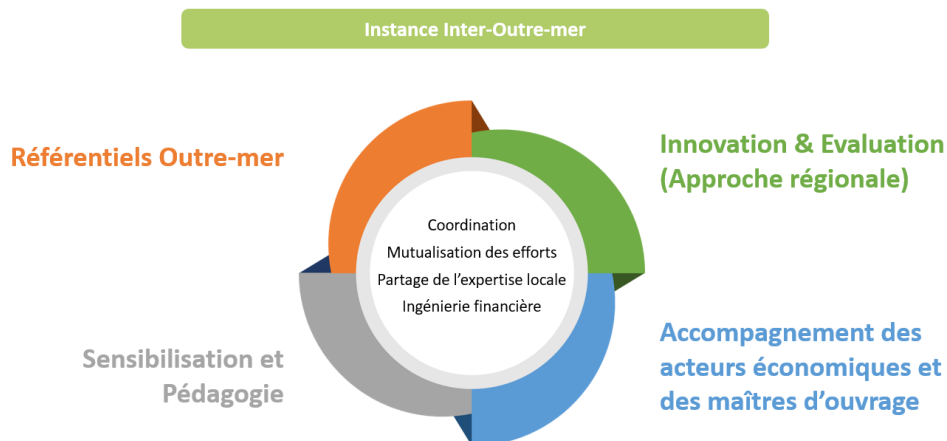 Instance Inter-Outre-mer
Référentiels Outre-mer
Innovation & Evaluation
(Approche régionale)
Coordination
Mutualisation des efforts
Partage de l'expertise locale
Ingénierie financière
Sensibilisation et
Pédagogie
Accompagnement des
acteurs économiques et
des maîtres d'ouvrage